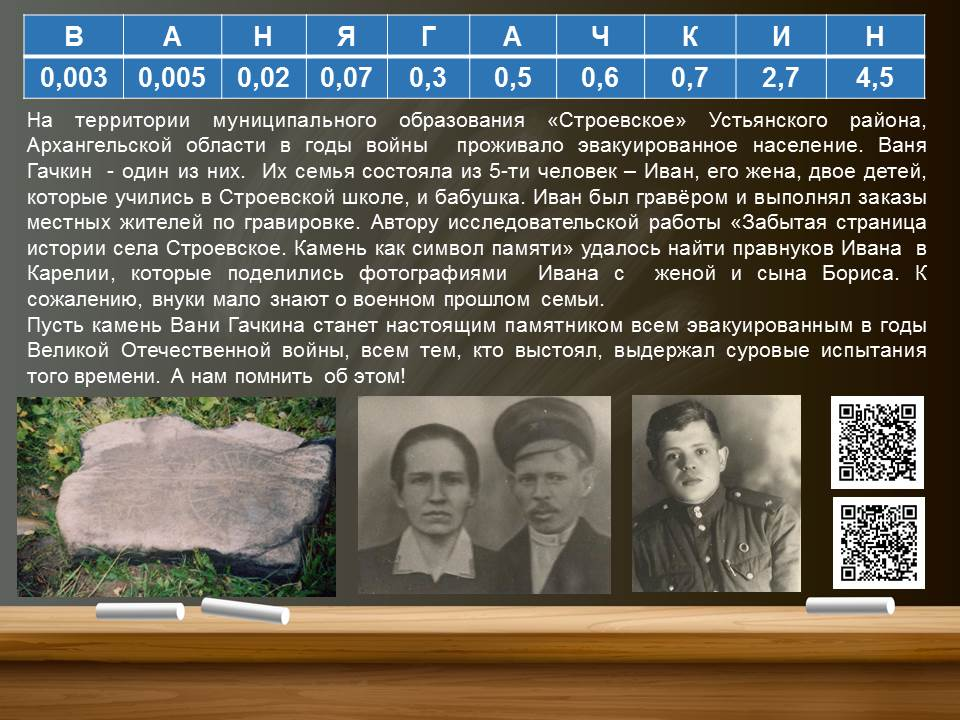 В А Н Я Г А Ч К И Н
0,003 0,005 0,02 0,07 0,3 0,5 0,6 0,7 2,7 4,5
На территории муниципального образования «Строевское» Устьянского района,
Архангельской области в годы войны проживало эвакуированное население. Ваня
Гачкин - один из них. Их семья состояла из 5-ти человек – Иван, его жена, двое детей,
которые учились в Строевской школе, и бабушка. Иван был гравёром и выполнял заказы
местных жителей по гравировке. Автору исследовательской работы «Забытая страница
истории села Строевское. Камень как символ памяти» удалось найти правнуков Ивана в
Карелии, которые поделились фотографиями Ивана с женой и сына Бориса. К
сожалению, внуки мало знают о военном прошлом семьи.
Пусть камень Вани Гачкина станет настоящим памятником всем эвакуированным в годы
Великой Отечественной войны, всем тем, кто выстоял, выдержал суровые испытания
того времени. А нам помнить об этом!